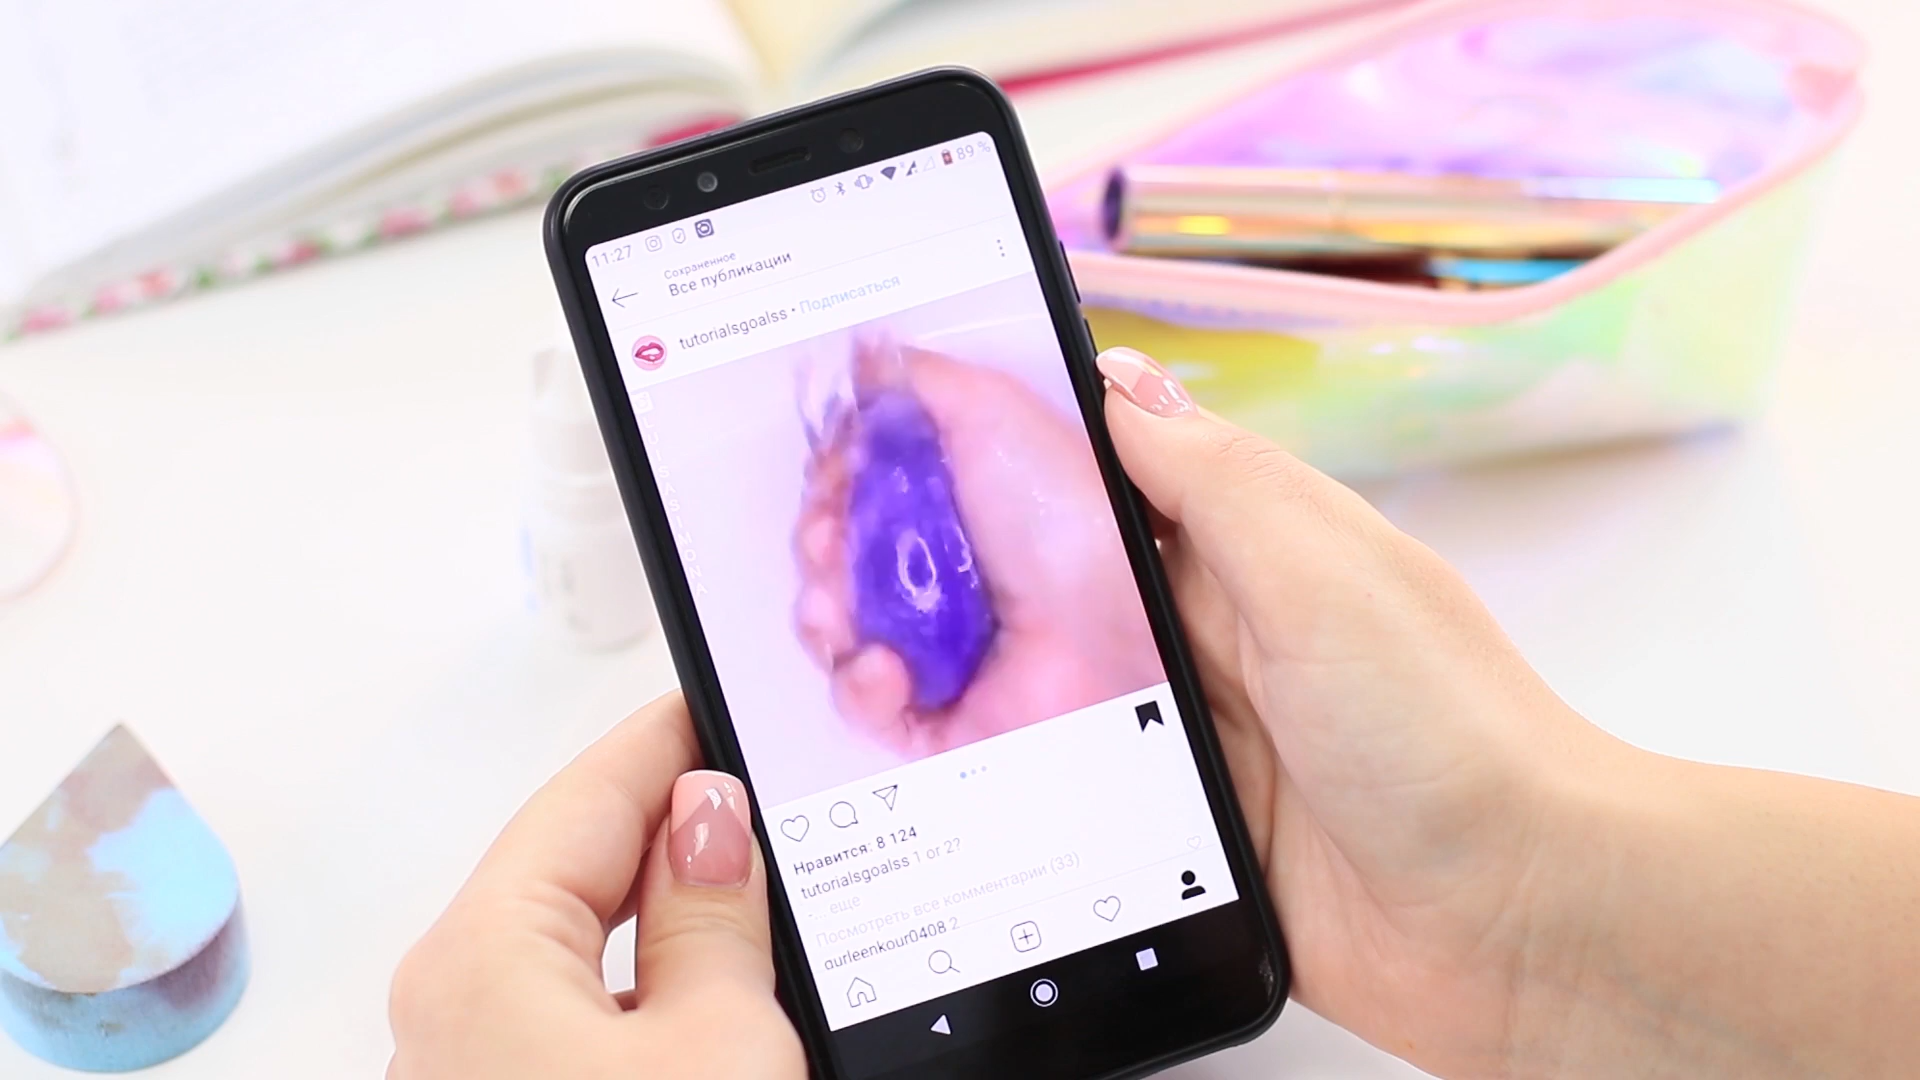 11:27 89 %
Сохраненное
Все публикации
tutorialsgoalss • Подписаться
LUISASIMONA
Нравится: 8 124
tutorialsgoalss 1 or 2?
... еще
Посмотреть все комментарии (33)
gurleenkour0408 2